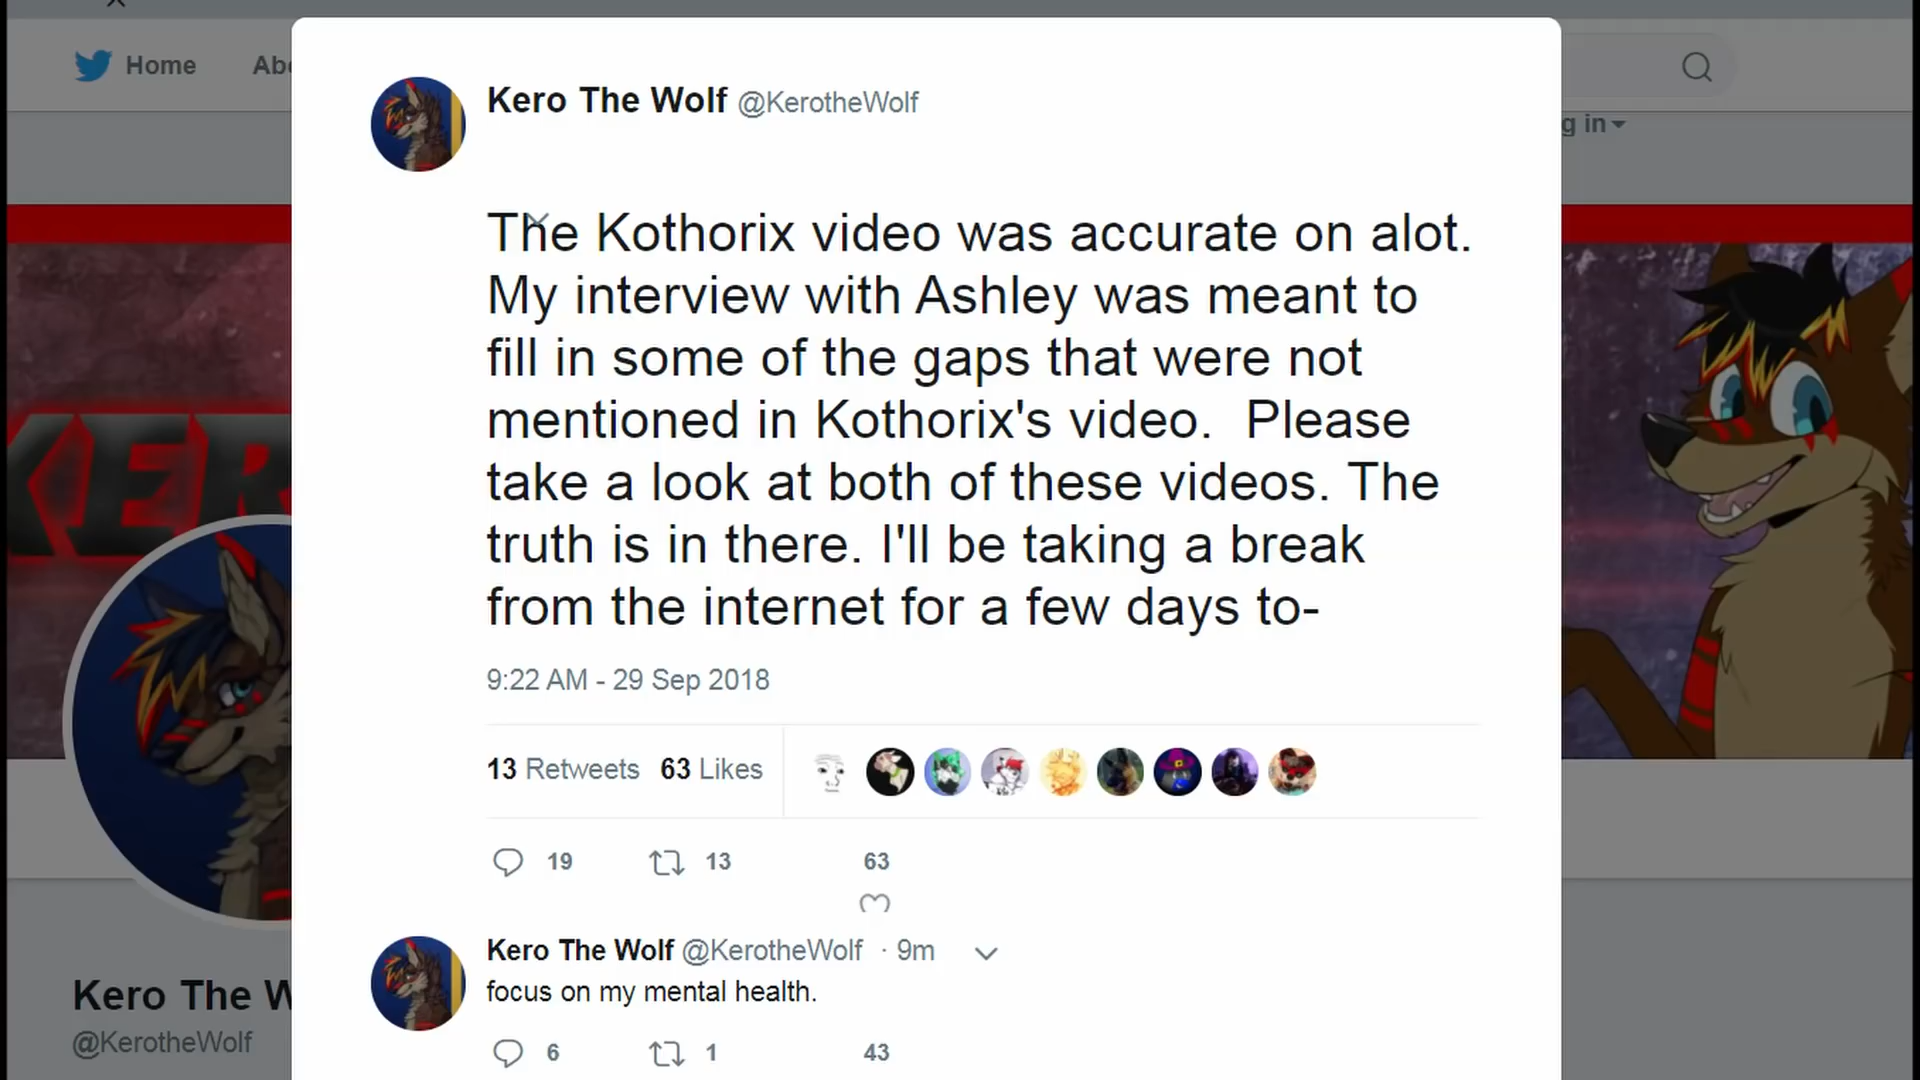 Home
Kero The Wolf @KerotheWolf
g in
The Kothorix video was accurate on alot.
My interview with Ashley was meant to
fill in some of the gaps that were not
mentioned in Kothorix's video. Please
take a look at both of these videos. The
truth is in there. I'll be taking a break
from the internet for a few days to-
9:22 AM - 29 Sep 2018
13 Retweets 63 Likes
19 13 63
Kero The Wolf @KerotheWolf · 9m
focus on my mental health.
6 1 43
KER
Kero The W
@KerotheWolf